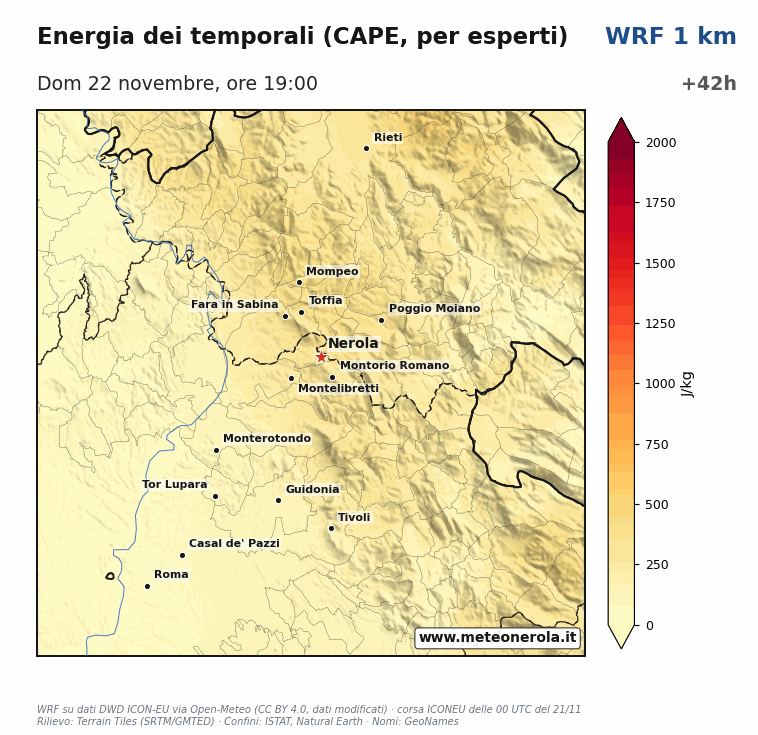 Energia dei temporali (CAPE, per esperti) WRF 1 km
Dom 22 novembre, ore 19:00 +42h
Rieti
Mompeo
Toffia
Fara in Sabina
Poggio Moiano
Nerola
Montorio Romano
Montelibretti
Monterotondo
Tor Lupara
Guidonia
Tivoli
Casal de' Pazzi
Roma
2000
1750
1500
1250
1000
750
500
250
0
J/kg
www.meteonerola.it
WRF su dati DWD ICON-EU via Open-Meteo (CC BY 4.0, dati modificati) · corsa ICONEU delle 00 UTC del 21/11
Rilievo: Terrain Tiles (SRTM/GMTED) · Confini: ISTAT, Natural Earth · Nomi: GeoNames